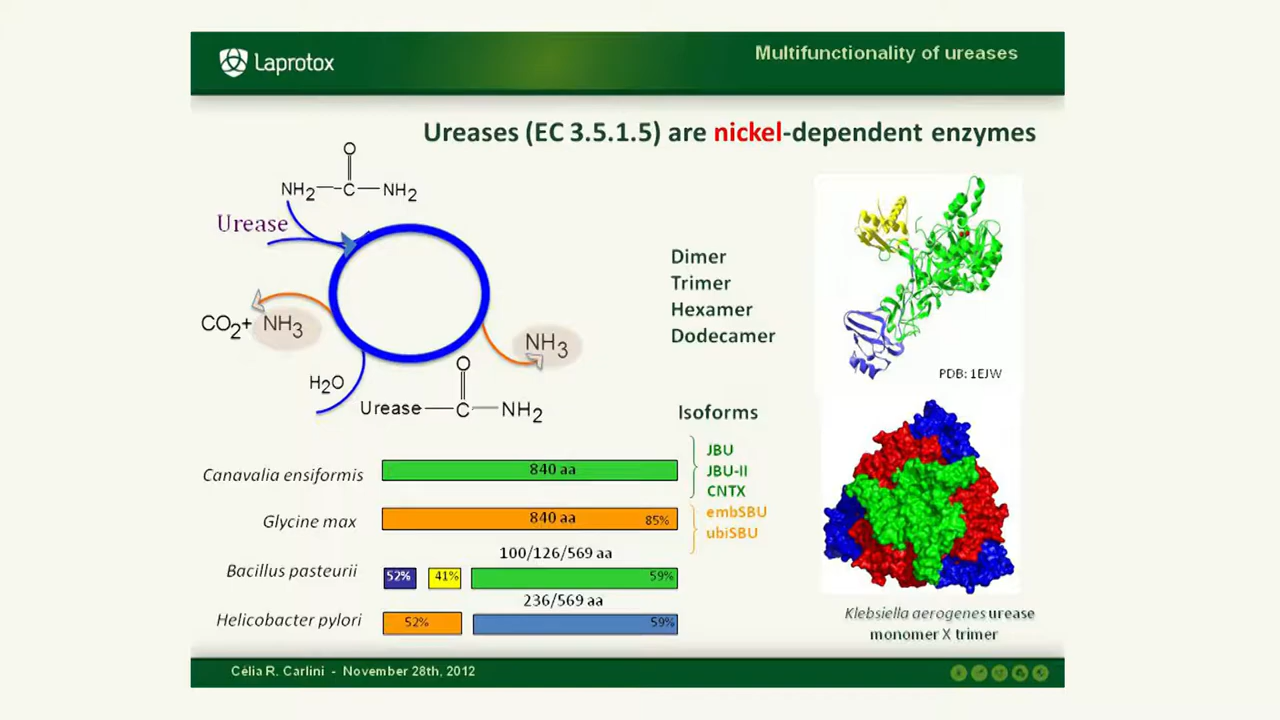 Laprotox
Multifunctionality of ureases
Ureases (EC 3.5.1.5) are nickel-dependent enzymes
O
NH2—C—NH2
Urease
CO2+ NH3
NH3
H2O
O
Urease—C—NH2
Dimer
Trimer
Hexamer
Dodecamer
PDB: 1EJW
Isoforms
JBU
JBU-II
CNTX
embSBU
ubiSBU
Canavalia ensiformis
840 aa
Glycine max
840 aa
85%
100/126/569 aa
Bacillus pasteurii
52%
41%
59%
236/569 aa
Helicobacter pylori
52%
59%
Klebsiella aerogenes urease
monomer X trimer
Célia R. Carlini - November 28th, 2012